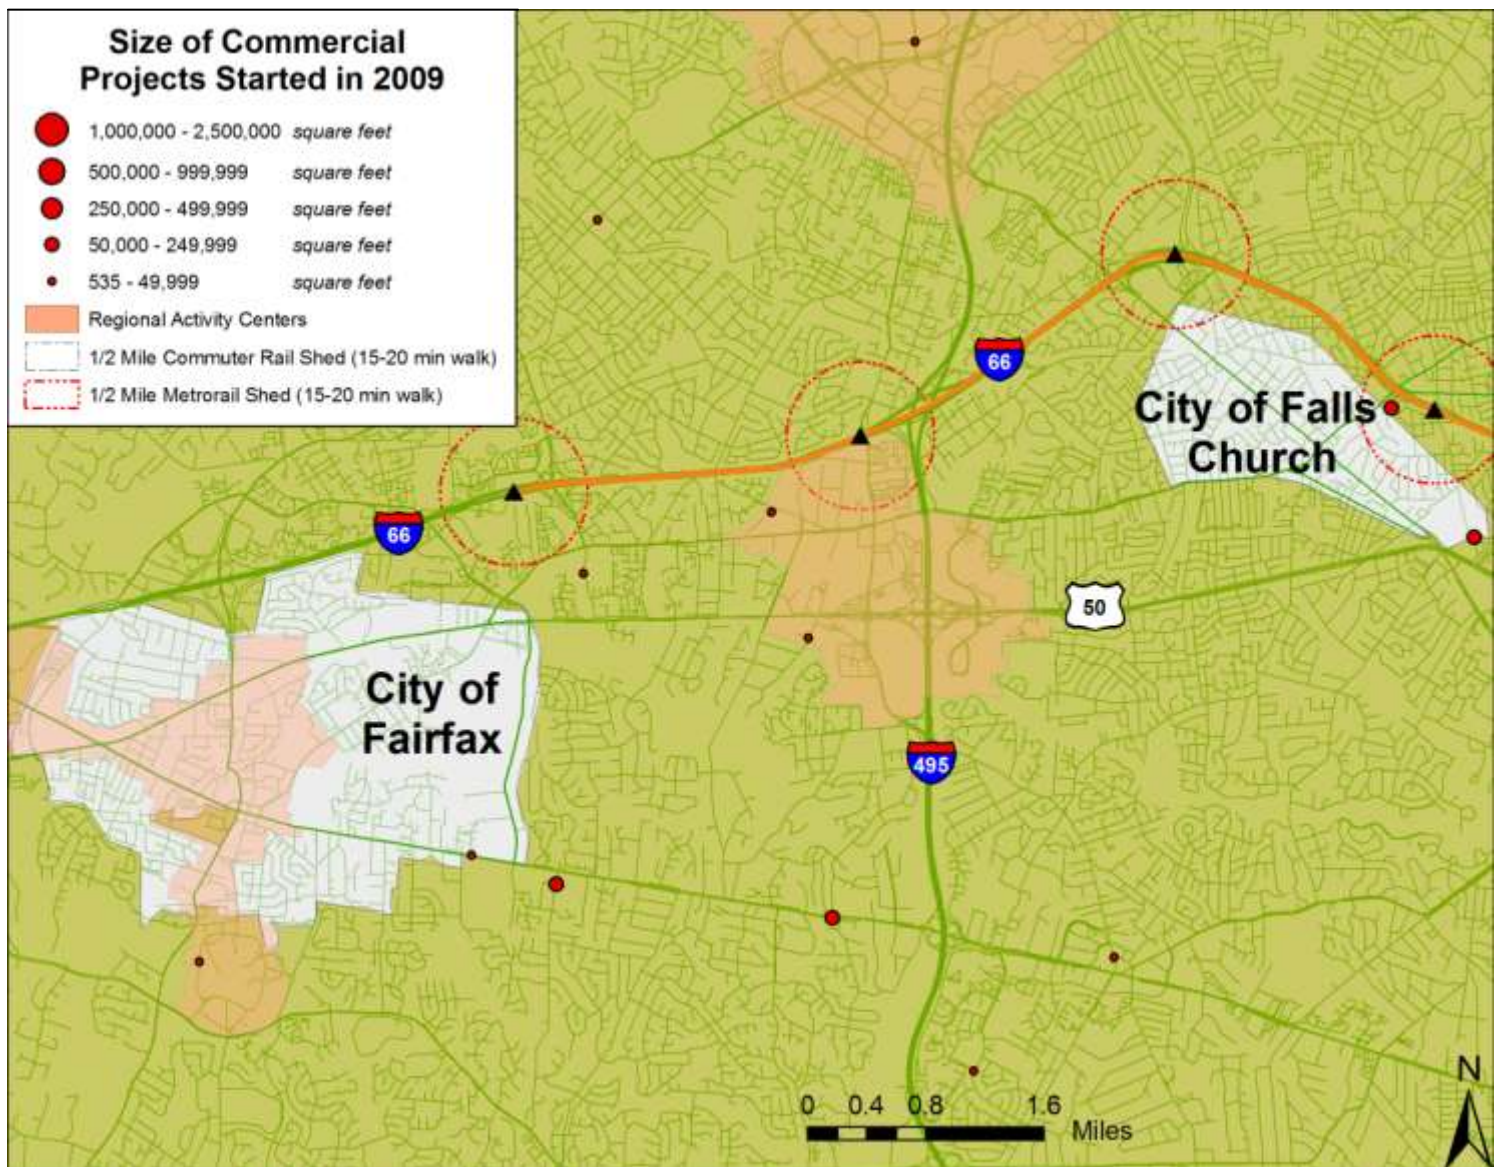 Size of Commercial
Projects Started in 2009
1,000,000 - 2,500,000 square feet
500,000 - 999,999 square feet
250,000 - 499,999 square feet
50,000 - 249,999 square feet
535 - 49,999 square feet
Regional Activity Centers
1/2 Mile Commuter Rail Shed (15-20 min walk)
1/2 Mile Metrorail Shed (15-20 min walk)
66
City of Falls
Church
66
50
City of
Fairfax
495
N
0 0.4 0.8 1.6
Miles